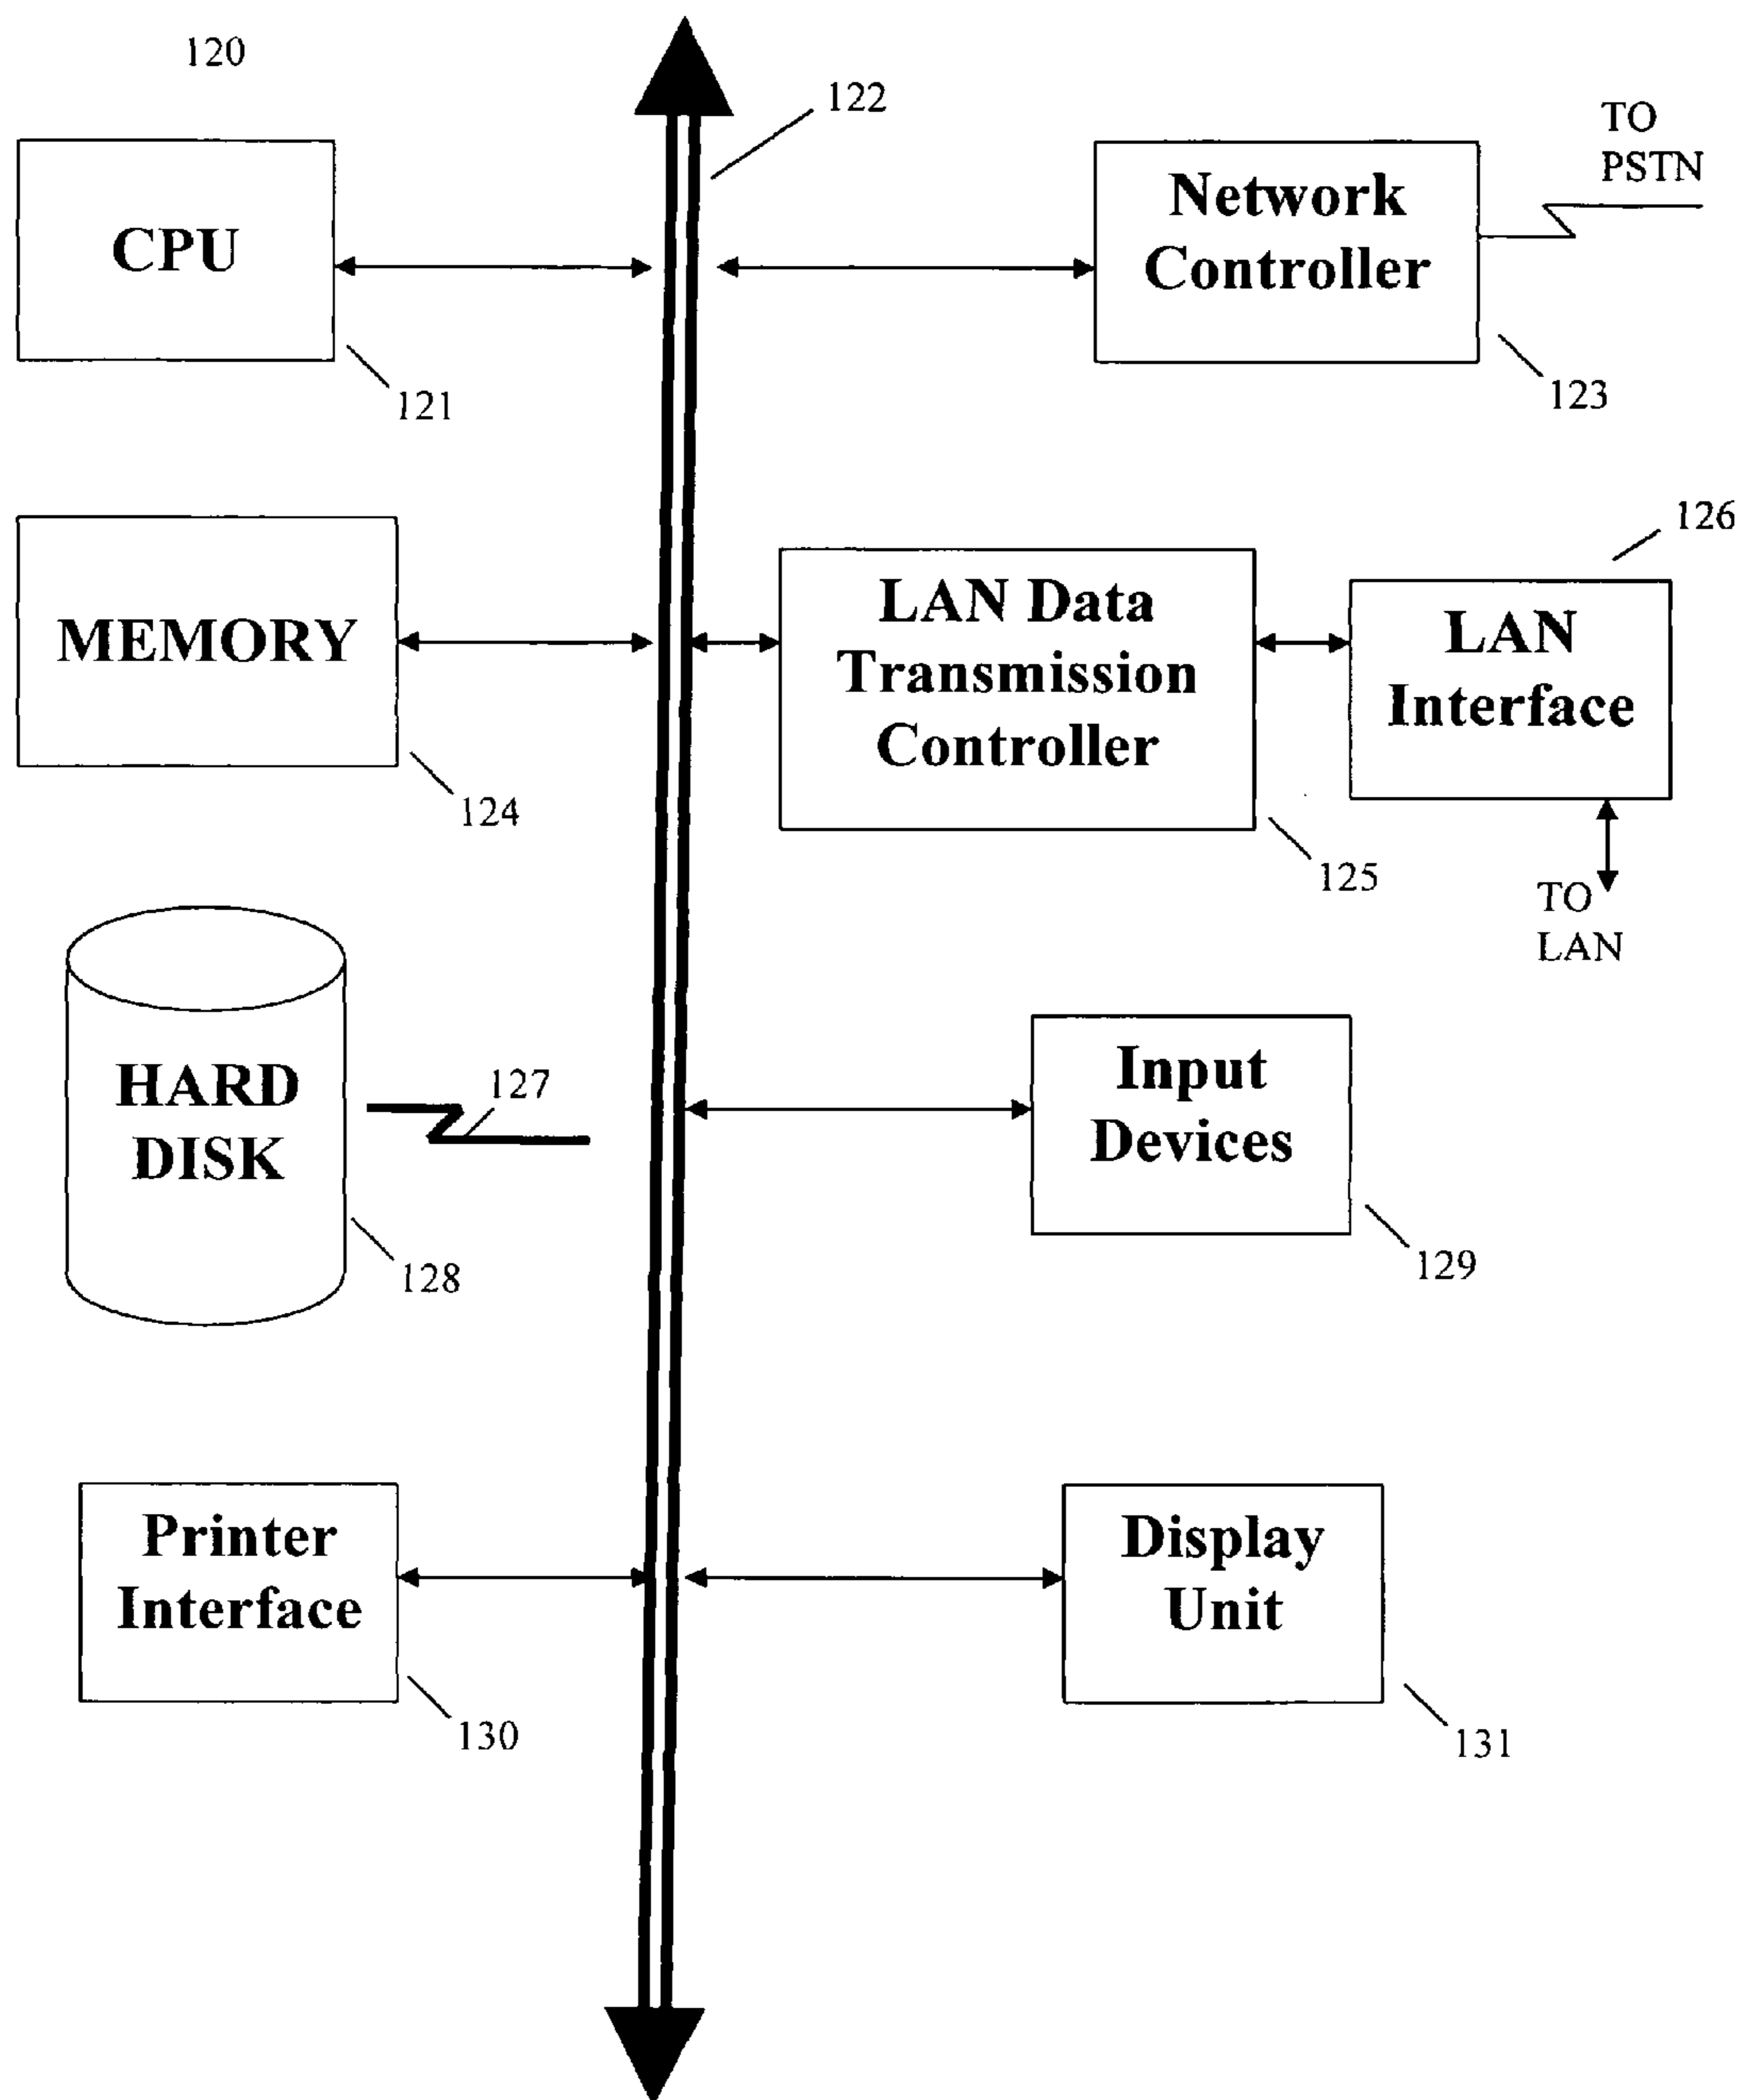 120
122
TO
PSTN
CPU
121
Network
Controller
123
MEMORY
124
LAN Data
Transmission
Controller
125
126
LAN
Interface
TO
LAN
HARD
DISK
127
128
Input
Devices
129
Printer
Interface
130
Display
Unit
131